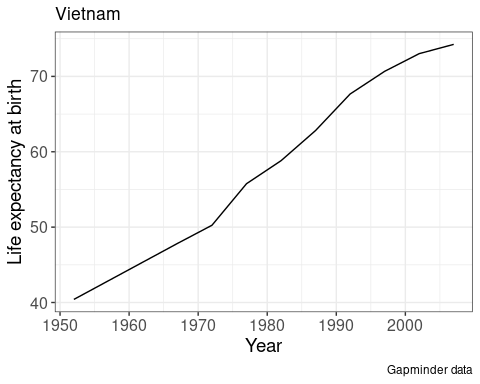 Vietnam
Life expectancy at birth
70
60
50
40
1950 1960 1970 1980 1990 2000
Year
Gapminder data